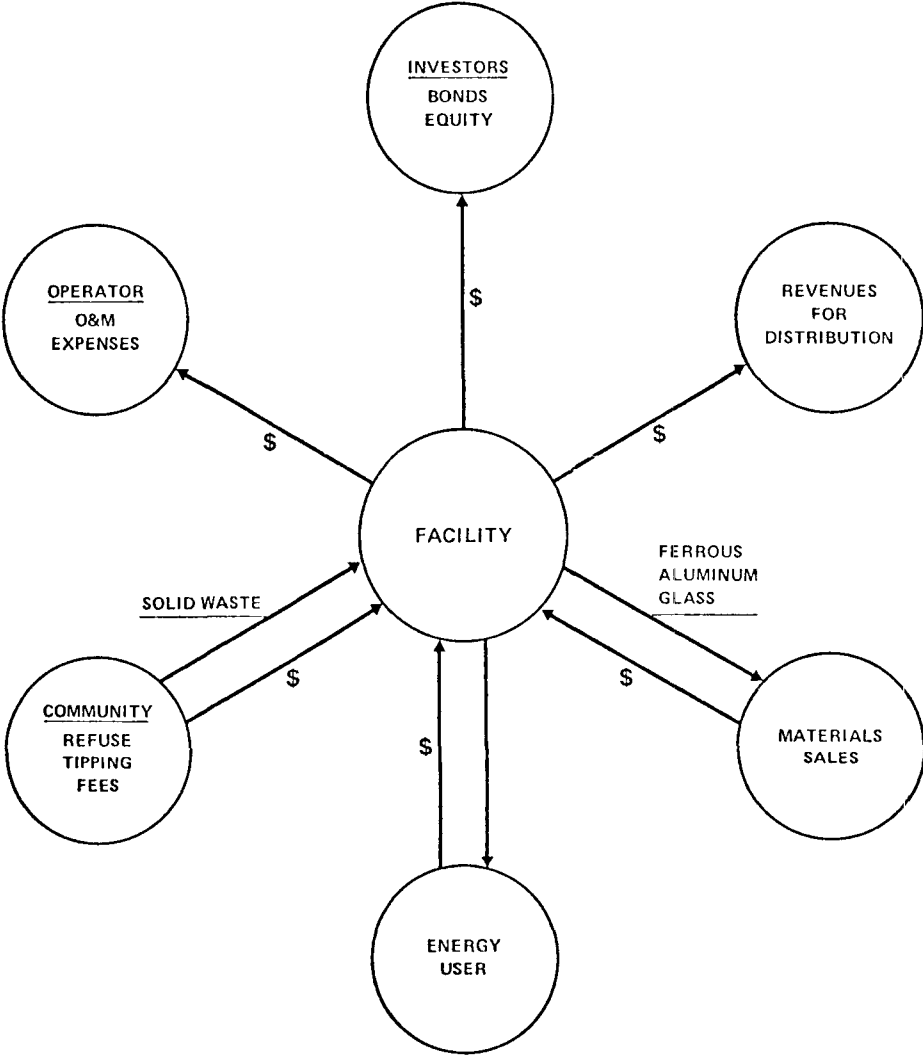 INVESTORS
BONDS
EQUITY
OPERATOR
O&M
EXPENSES
REVENUES
FOR
DISTRIBUTION
$
$
$
FACILITY
FERROUS
ALUMINUM
GLASS
SOLID WASTE
$
$
COMMUNITY
REFUSE
TIPPING
FEES
$
MATERIALS
SALES
ENERGY
USER